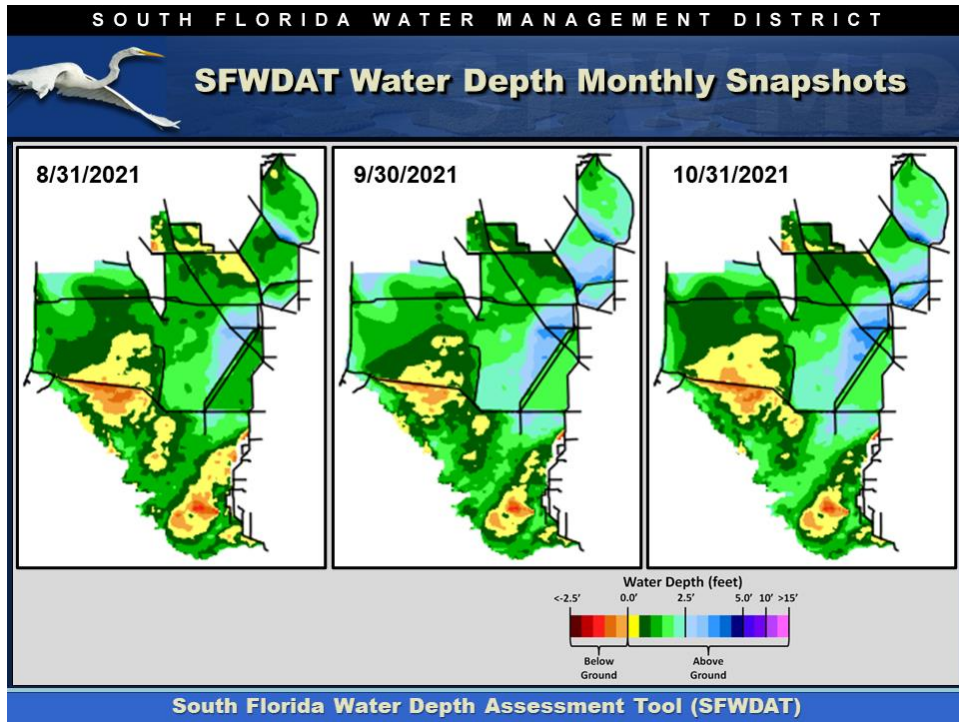 SOUTH FLORIDA WATER MANAGEMENT DISTRICT
SFWDAT Water Depth Monthly Snapshots
8/31/2021
9/30/2021
10/31/2021
Water Depth (feet)
<-2.5' 0.0' 2.5' 5.0' 10' >15'
Below Ground
Above Ground
South Florida Water Depth Assessment Tool (SFWDAT)